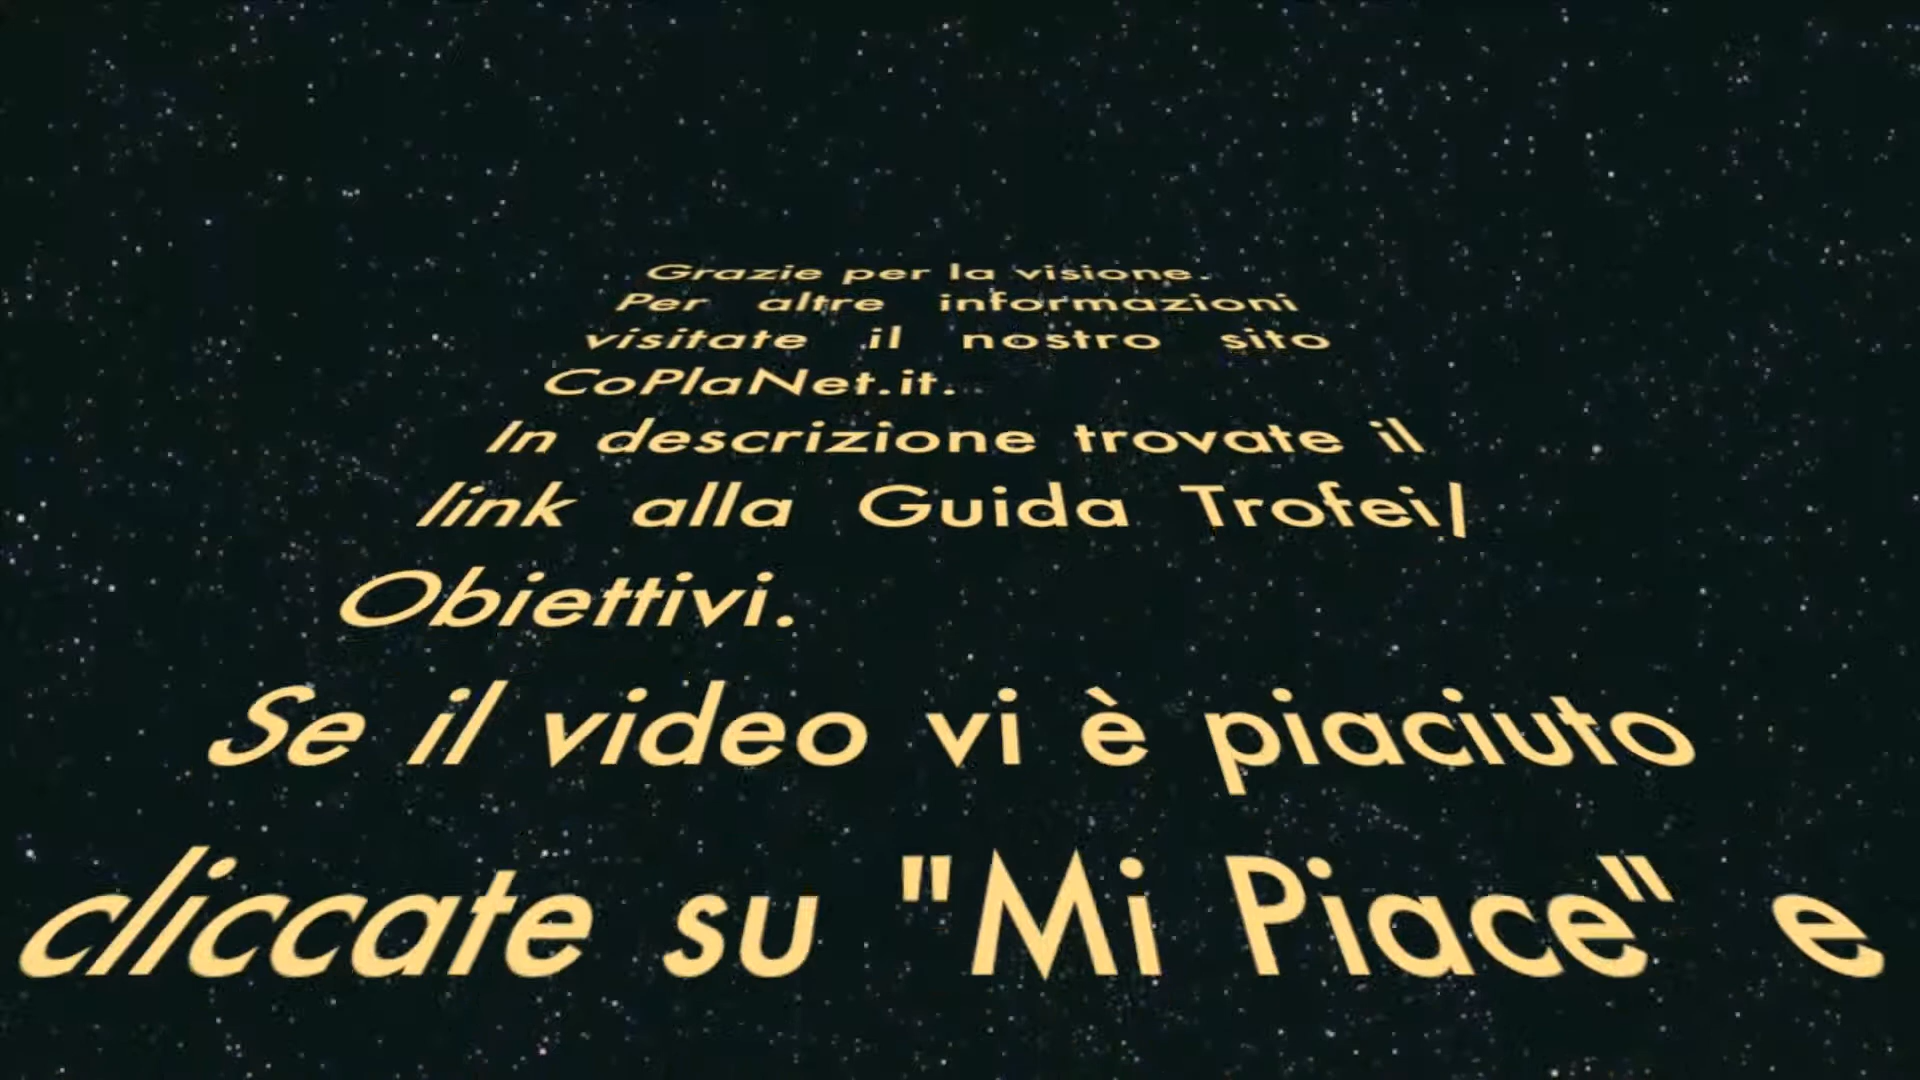 Grazie per la visione.
Per altre informazioni
visitate il nostro sito
CoPlaNet.it.
In descrizione trovate il
link alla Guida Trofei/
Obiettivi.
Se il video vi è piaciuto
cliccate su "Mi Piace" e